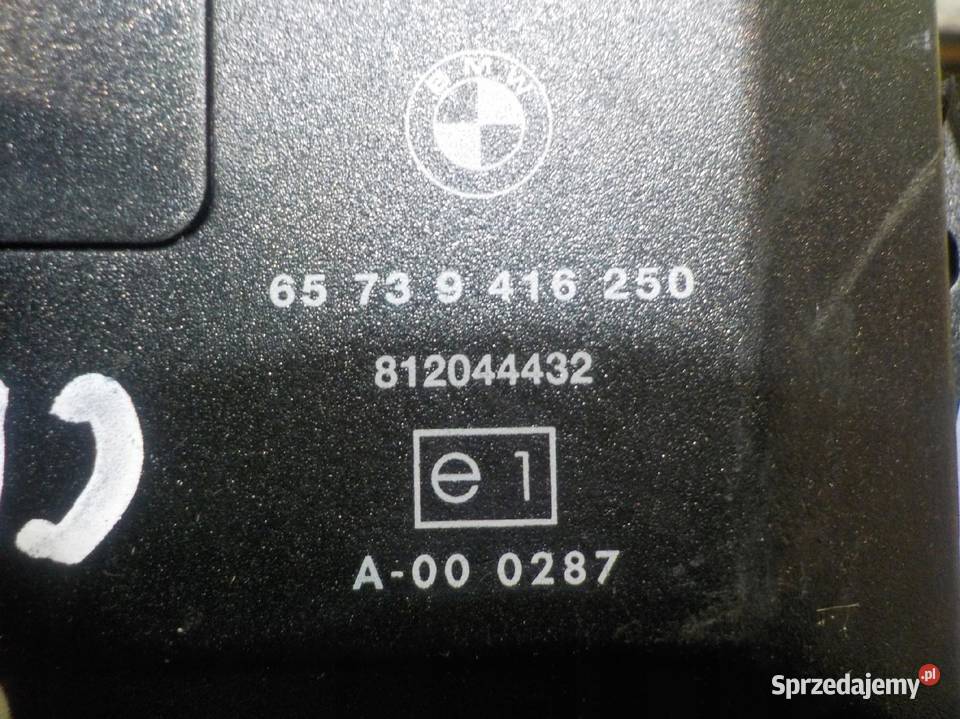 BMW
65 73 9 416 250
812044432
e 1
A-00 0287
Sprzedajemy.pl